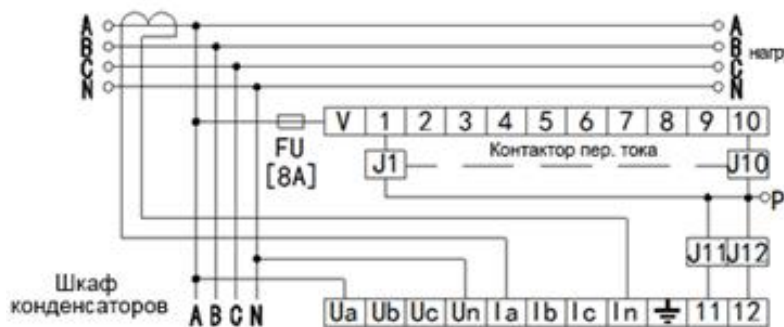 A A
B B нагр
C C
N N
V 1 2 3 4 5 6 7 8 9 10
FU
[8A]
J1 Контактор пер. тока J10
P
J11 J12
Шкаф
конденсаторов
A B C N
Ua Ub Uc Un Ia Ib Ic In ⏚ 11 12